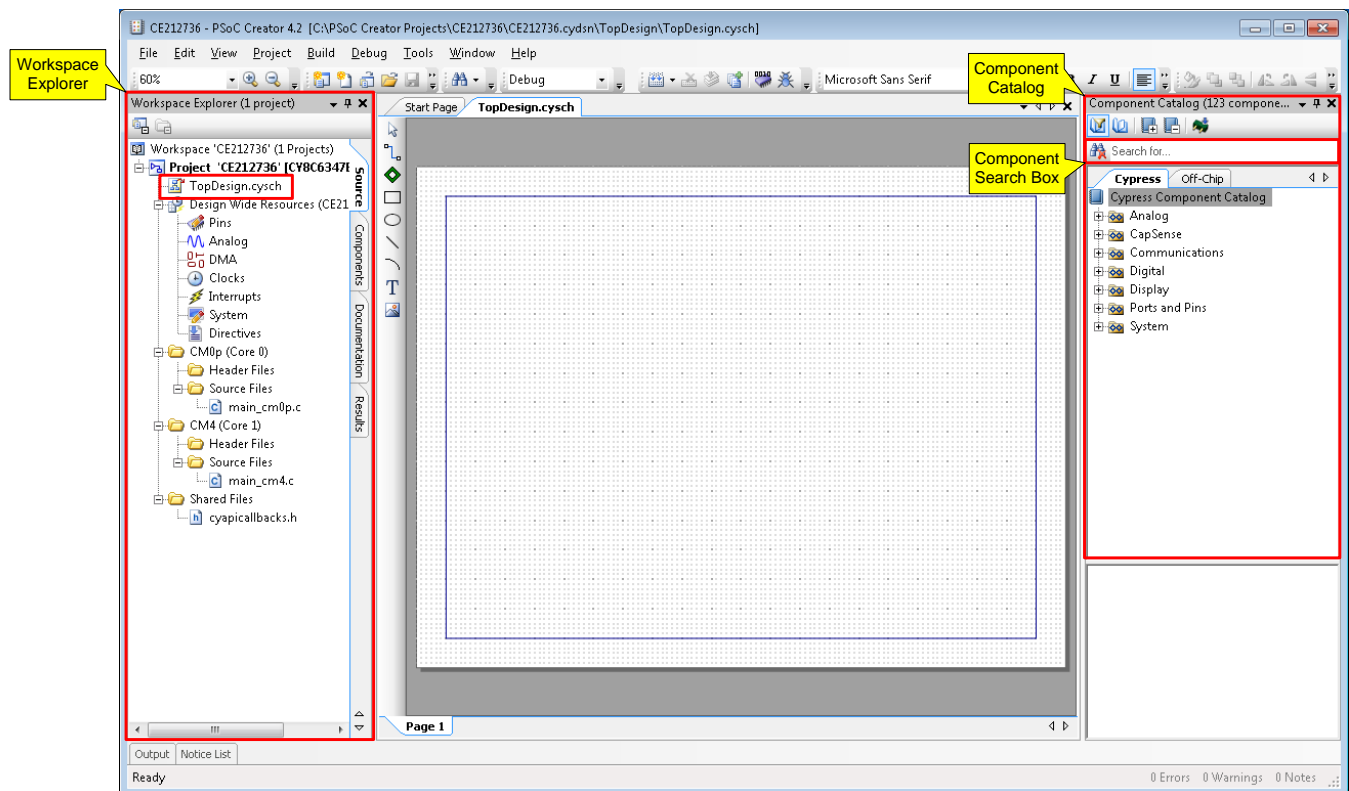 CE212736 - PSoC Creator 4.2 [C:\PSoC Creator Projects\CE212736\CE212736.cydsn\TopDesign\TopDesign.cysch]
File Edit View Project Build Debug Tools Window Help
60% Debug Microsoft Sans Serif
Workspace
Explorer
Component
Catalog
Component
Search Box
Workspace Explorer (1 project)
Workspace 'CE212736' (1 Projects)
Project 'CE212736' [CY8C6347
TopDesign.cysch
Design Wide Resources (CE21
Pins
Analog
DMA
Clocks
Interrupts
System
Directives
CM0p (Core 0)
Header Files
Source Files
main_cm0p.c
CM4 (Core 1)
Header Files
Source Files
main_cm4.c
Shared Files
cyapicallbacks.h
Source
Components
Documentation
Results
Start Page TopDesign.cysch
T
Page 1
I U
Component Catalog (123 compone...
Search for...
Cypress Off-Chip
Cypress Component Catalog
Analog
CapSense
Communications
Digital
Display
Ports and Pins
System
Output Notice List
Ready 0 Errors 0 Warnings 0 Notes